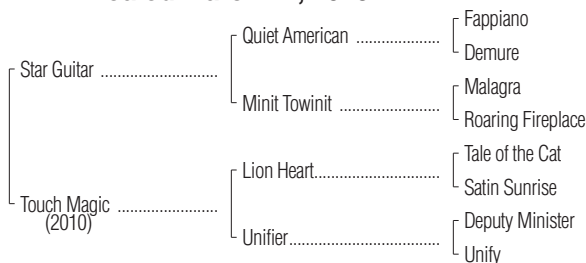 Fappiano
Quiet American ....................
Demure
Star Guitar ............................
Malagra
Minit Towinit ........................
Roaring Fireplace
Tale of the Cat
Lion Heart..............................
Satin Sunrise
Touch Magic ........................
(2010)
Deputy Minister
Unifier....................................
Unify